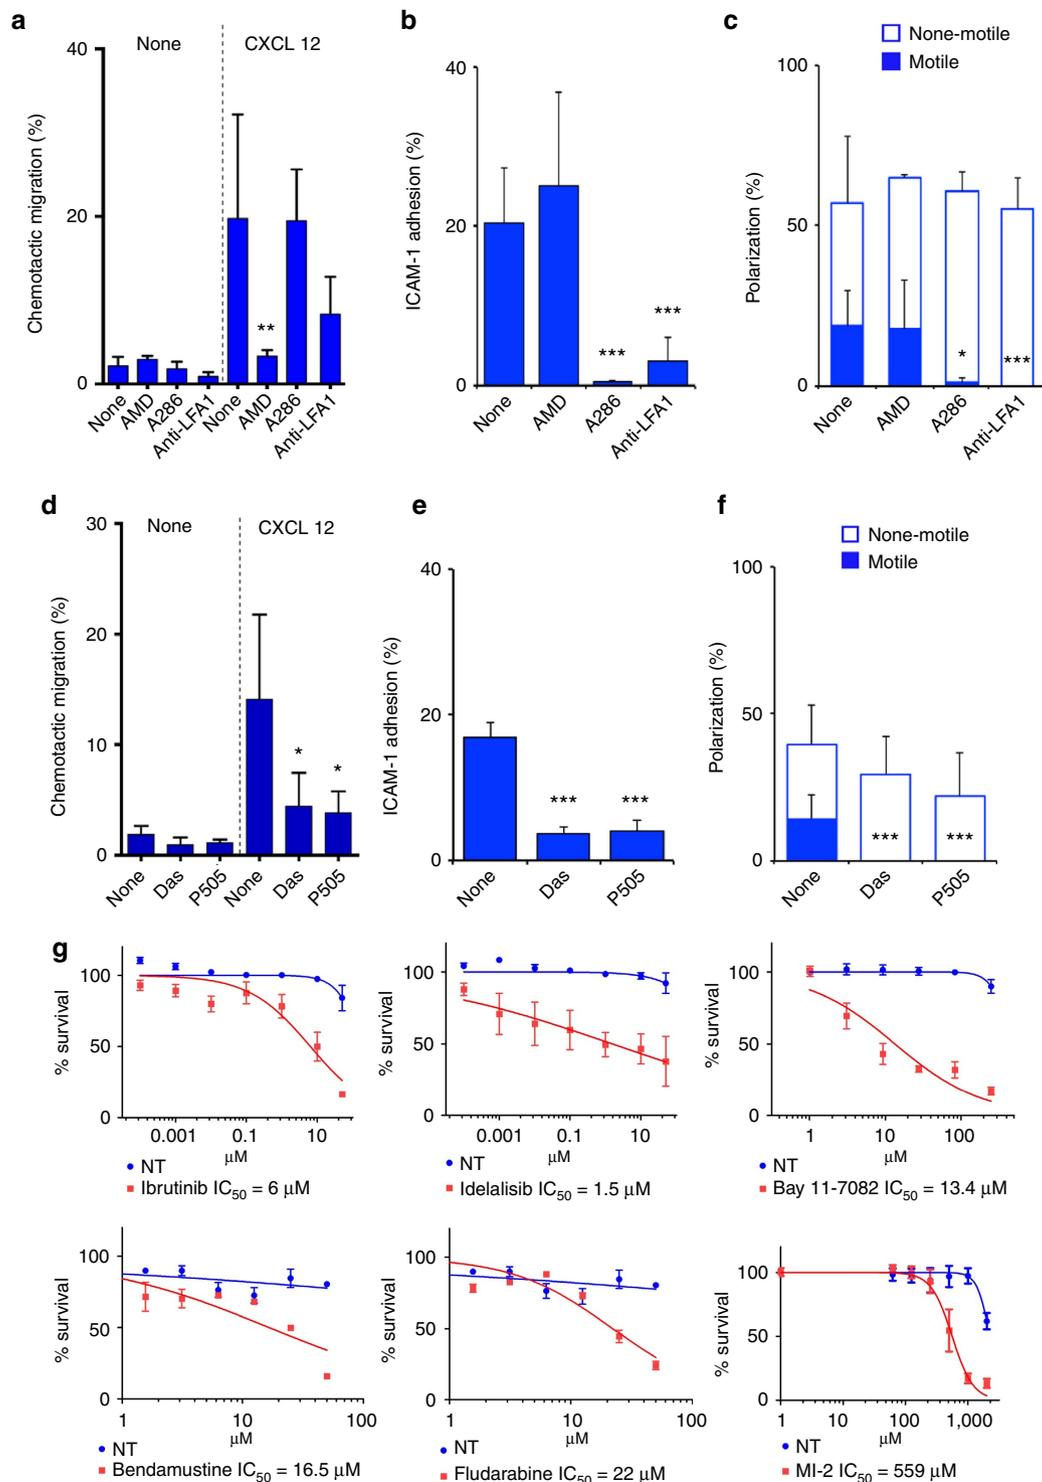 a
None
CXCL 12
Chemotactic migration (%)
40
20
0
**
None
AMD
A286
Anti-LFA1
None
AMD
A286
Anti-LFA1
b
ICAM-1 adhesion (%)
40
20
0
***
***
None
AMD
A286
Anti-LFA1
c
None-motile
Motile
Polarization (%)
100
50
0
*
***
None
AMD
A286
Anti-LFA1
d
None
CXCL 12
Chemotactic migration (%)
30
20
10
0
*
*
None
Das
P505
None
Das
P505
e
ICAM-1 adhesion (%)
40
20
0
***
***
None
Das
P505
f
None-motile
Motile
Polarization (%)
100
50
0
***
***
None
Das
P505
g
% survival
100
50
0
0.001
0.1
10
μM
NT
Ibrutinib IC50 = 6 μM
% survival
100
50
0
0.001
0.1
10
μM
NT
Idelalisib IC50 = 1.5 μM
% survival
100
50
0
1
10
100
μM
NT
Bay 11-7082 IC50 = 13.4 μM
% survival
100
50
0
1
10
100
μM
NT
Bendamustine IC50 = 16.5 μM
% survival
100
50
0
1
10
100
μM
NT
Fludarabine IC50 = 22 μM
% survival
100
50
0
1
10
100
1,000
μM
NT
MI-2 IC50 = 559 μM